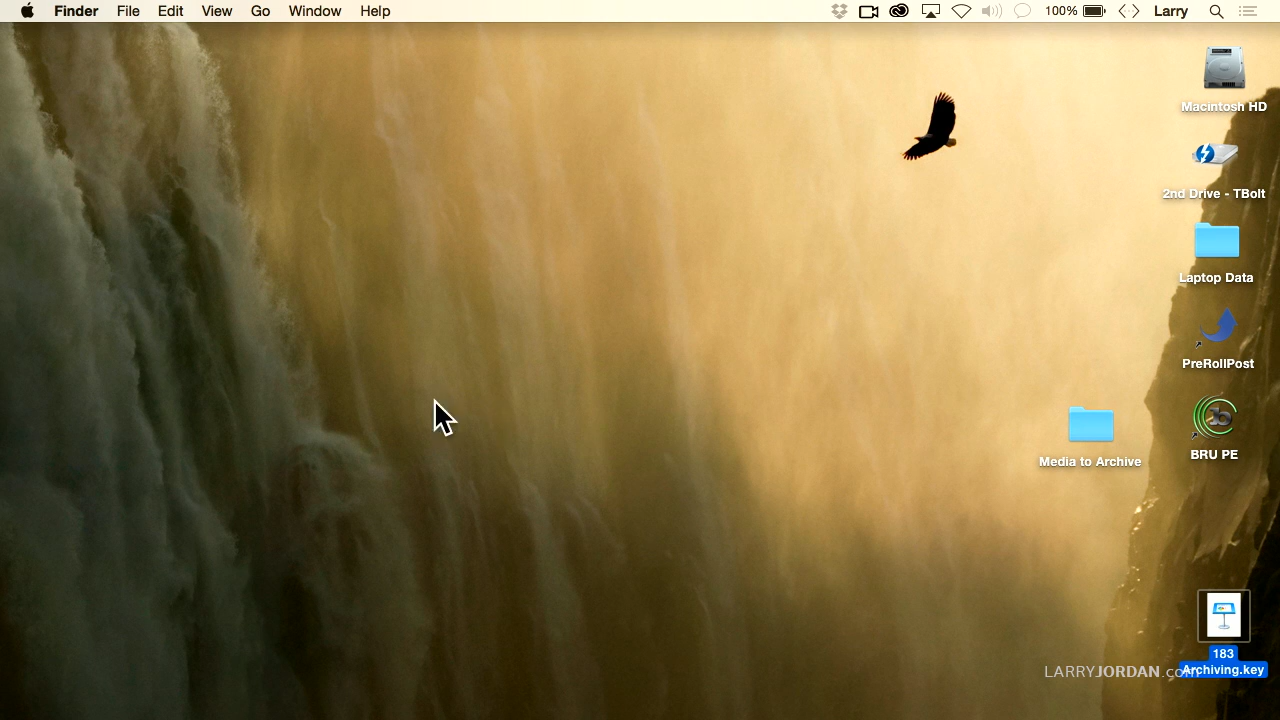 Finder File Edit View Go Window Help 100% Larry
Macintosh HD
2nd Drive - TBolt
Laptop Data
PreRollPost
Media to Archive
BRU PE
183
Archiving.key
LARRYJORDAN.com